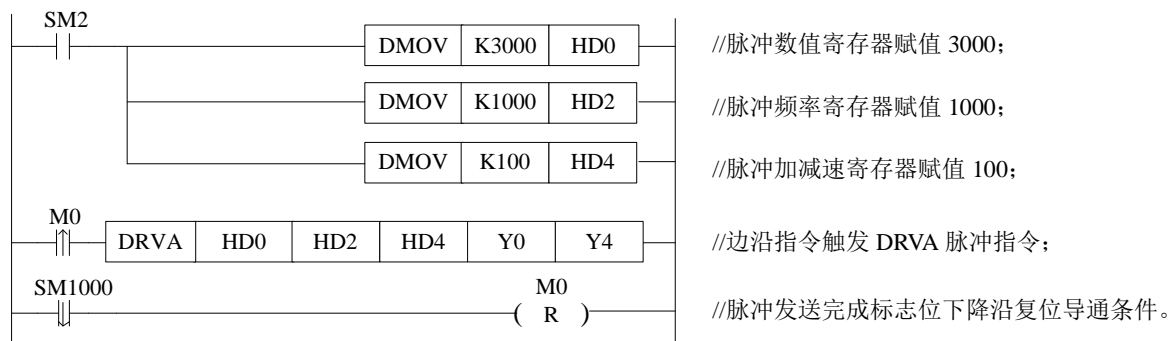 SM2
DMOV K3000 HD0 //脉冲数值寄存器赋值 3000；
DMOV K1000 HD2 //脉冲频率寄存器赋值 1000；
DMOV K100 HD4 //脉冲加减速寄存器赋值 100；
M0
DRVA HD0 HD2 HD4 Y0 Y4 //边沿指令触发 DRVA 脉冲指令；
SM1000 M0
( R ) //脉冲发送完成标志位下降沿复位导通条件。